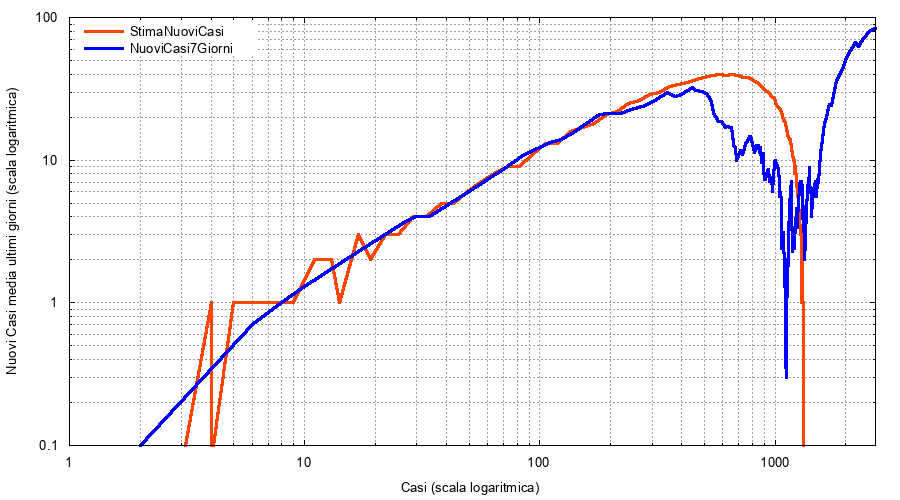 100
10
1
0.1
Nuovi Casi media ultimi giorni (scala logaritmica)
StimaNuoviCasi
NuoviCasi7Giorni
1 10 100 1000
Casi (scala logaritmica)